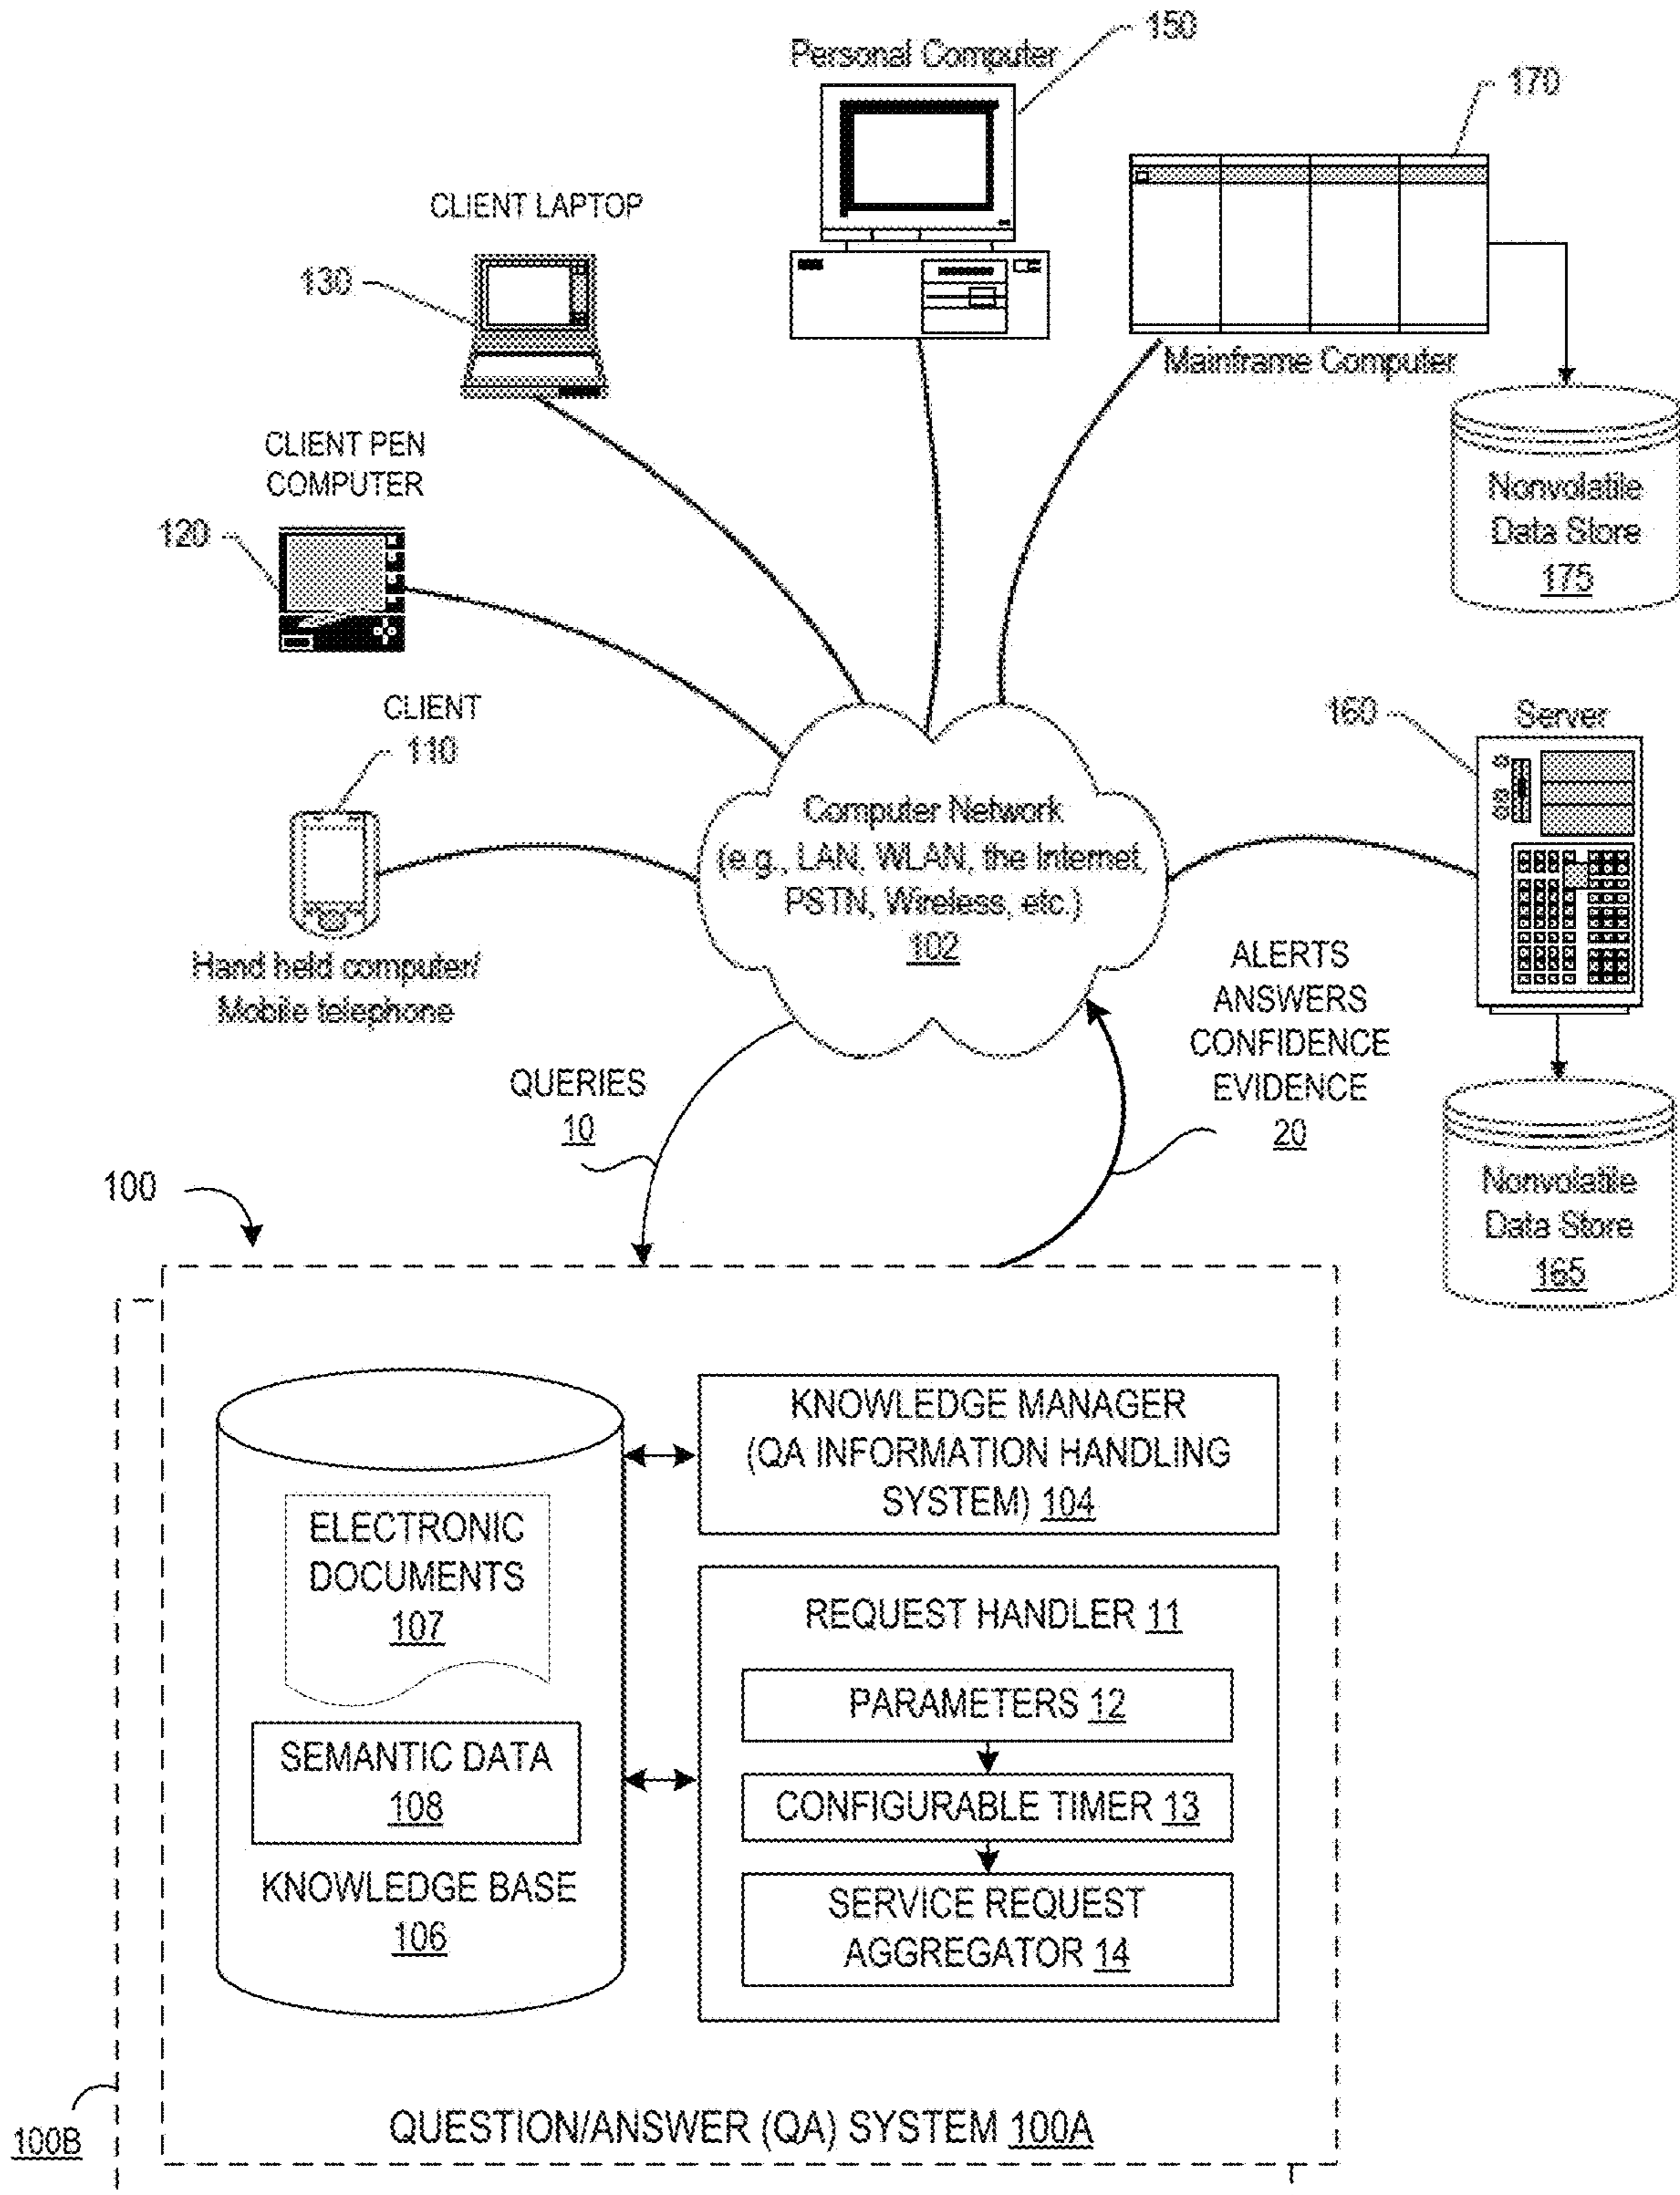 150
Personal Computer
170
CLIENT LAPTOP
130
Mainframe Computer
CLIENT PEN
COMPUTER
Nonvolatile
Data Store
175
120
CLIENT
110
160
Server
Computer Network
(e.g., LAN, WLAN, the Internet,
PSTN, Wireless, etc.)
102
Hand held computer/
Mobile telephone
ALERTS
ANSWERS
CONFIDENCE
EVIDENCE
20
QUERIES
10
Nonvolatile
Data Store
165
100
KNOWLEDGE MANAGER
(QA INFORMATION HANDLING
SYSTEM) 104
ELECTRONIC
DOCUMENTS
107
REQUEST HANDLER 11
PARAMETERS 12
SEMANTIC DATA
108
CONFIGURABLE TIMER 13
KNOWLEDGE BASE
106
SERVICE REQUEST
AGGREGATOR 14
100B
QUESTION/ANSWER (QA) SYSTEM 100A